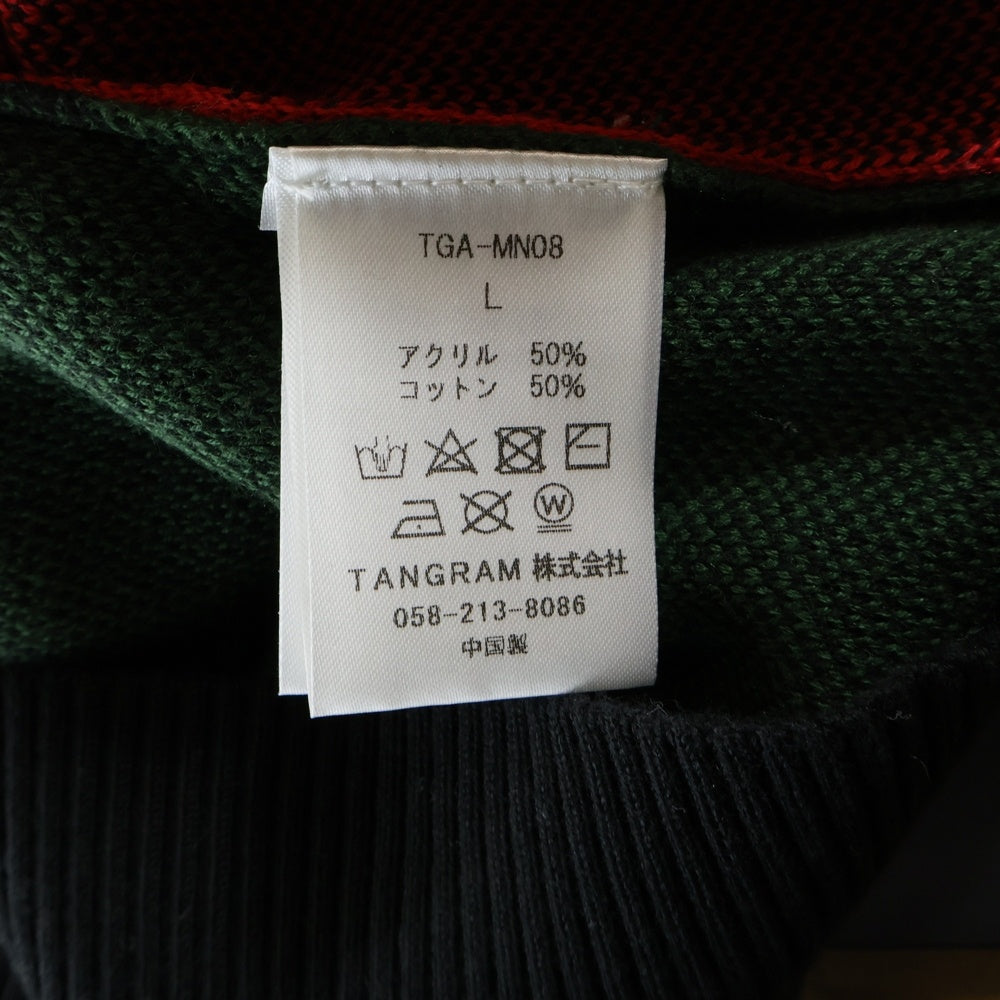 TGA-MN08
L
アクリル 50%
コットン 50%
W
TANGRAM 株式会社
058-213-8086
中国製